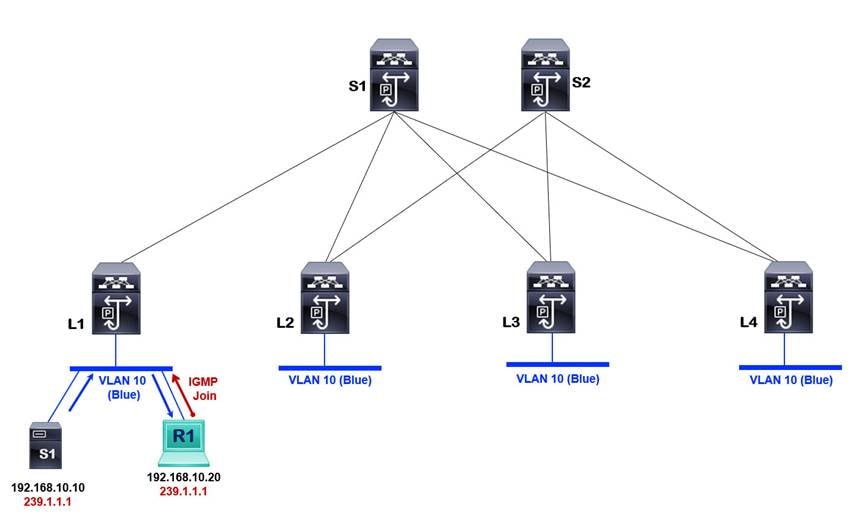 S1
S2
L1
L2
L3
L4
VLAN 10
(Blue)
IGMP
Join
VLAN 10 (Blue)
VLAN 10 (Blue)
VLAN 10 (Blue)
S1
R1
192.168.10.10
239.1.1.1
192.168.10.20
239.1.1.1
P
P
P
P
P
P